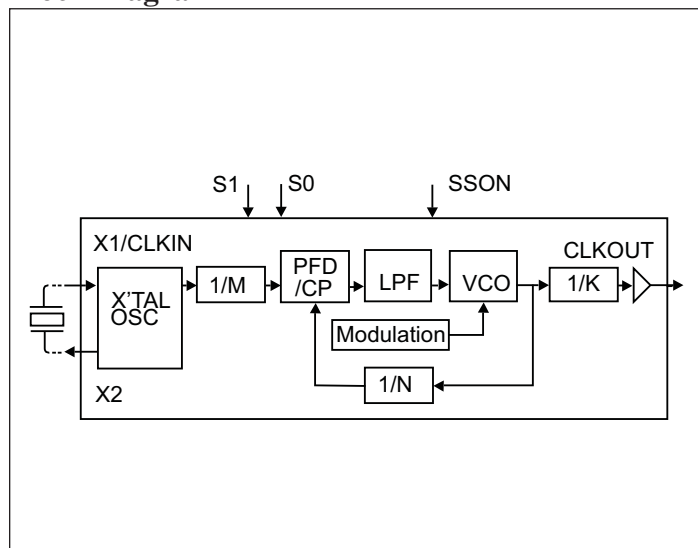 S1
S0
SSON
X1/CLKIN
CLKOUT
X'TAL
OSC
1/M
PFD
/CP
LPF
VCO
1/K
Modulation
1/N
X2